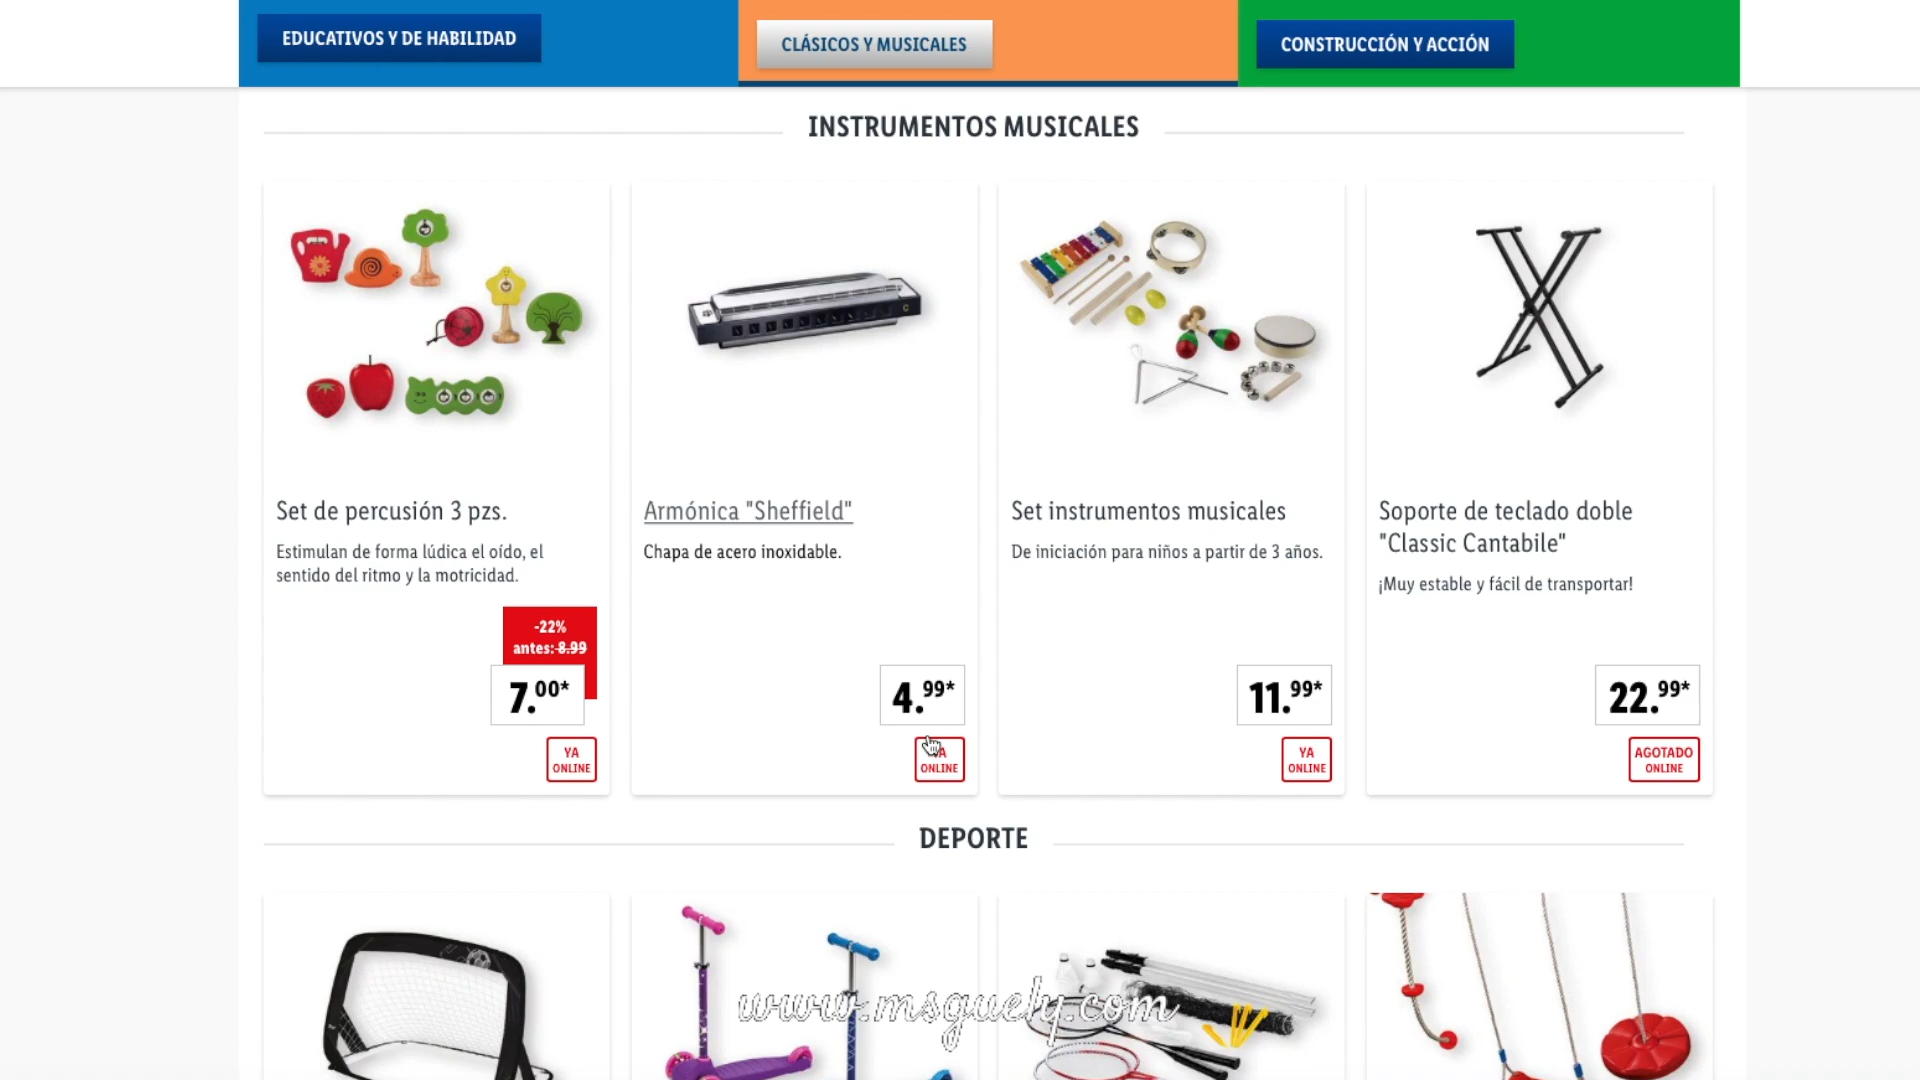 EDUCATIVOS Y DE HABILIDAD
CLÁSICOS Y MUSICALES
CONSTRUCCIÓN Y ACCIÓN
INSTRUMENTOS MUSICALES
Set de percusión 3 pzs.
Estimulan de forma lúdica el oído, el
sentido del ritmo y la motricidad.
-22%
antes: 8.99
7.00*
YA
ONLINE
Armónica "Sheffield"
Chapa de acero inoxidable.
4.99*
ONLINE
Set instrumentos musicales
De iniciación para niños a partir de 3 años.
11.99*
YA
ONLINE
Soporte de teclado doble
"Classic Cantabile"
¡Muy estable y fácil de transportar!
22.99*
AGOTADO
ONLINE
DEPORTE
www.msguely.com